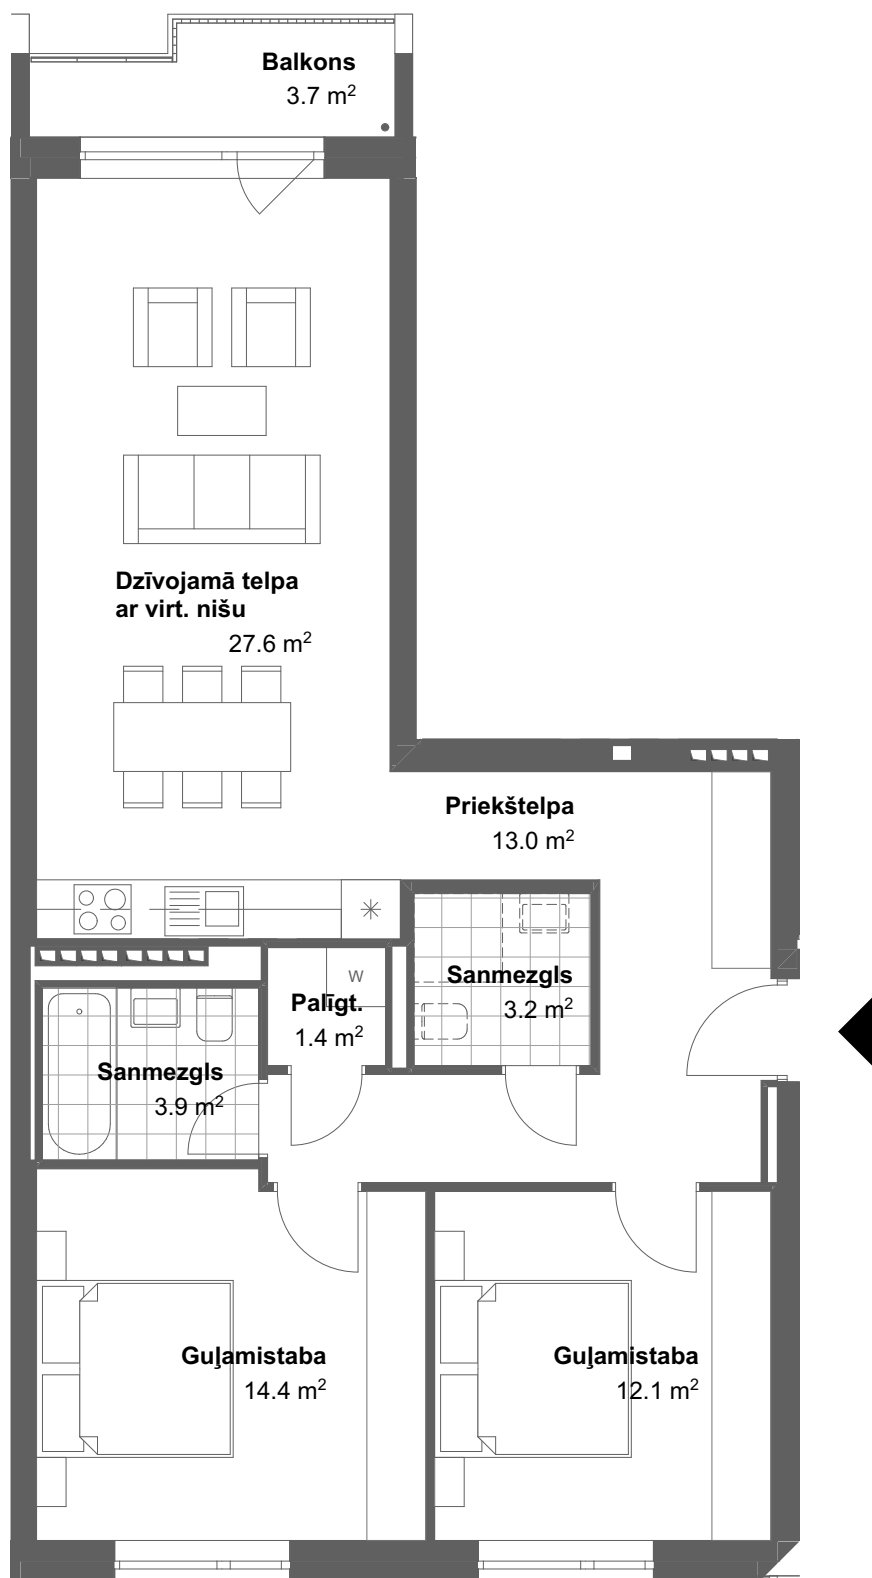 Balkons
3.7 m²
Dzīvojamā telpa
ar virt. nišu
27.6 m²
Priekštelpa
13.0 m²
Sanmezgls
3.2 m²
W
Palīgt.
1.4 m²
Sanmezgls
3.9 m²
Guļamistaba
14.4 m²
Guļamistaba
12.1 m²